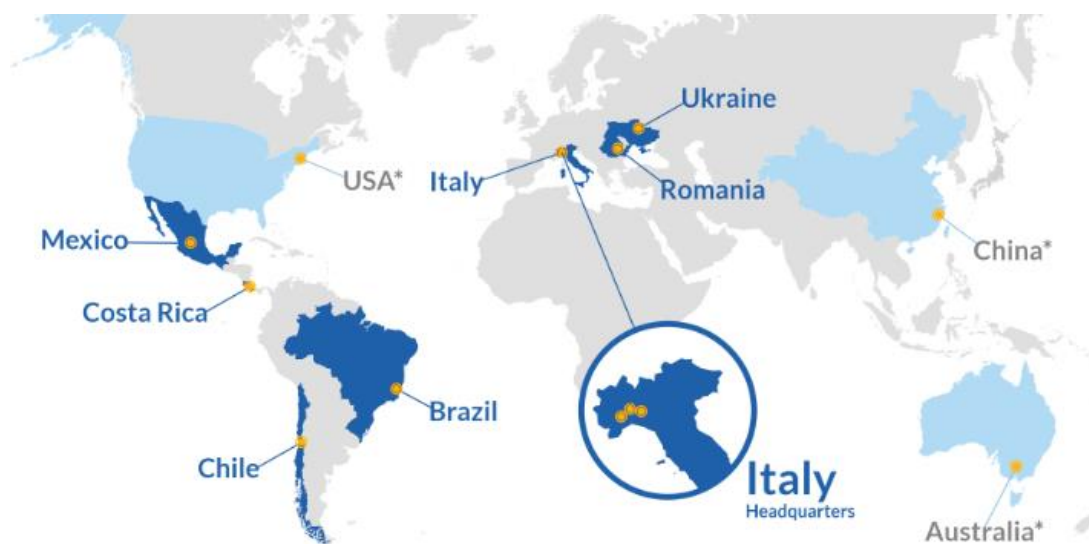 Ukraine
USA*
Italy
Romania
Mexico
China*
Costa Rica
Brazil
Chile
Italy
Headquarters
Australia*